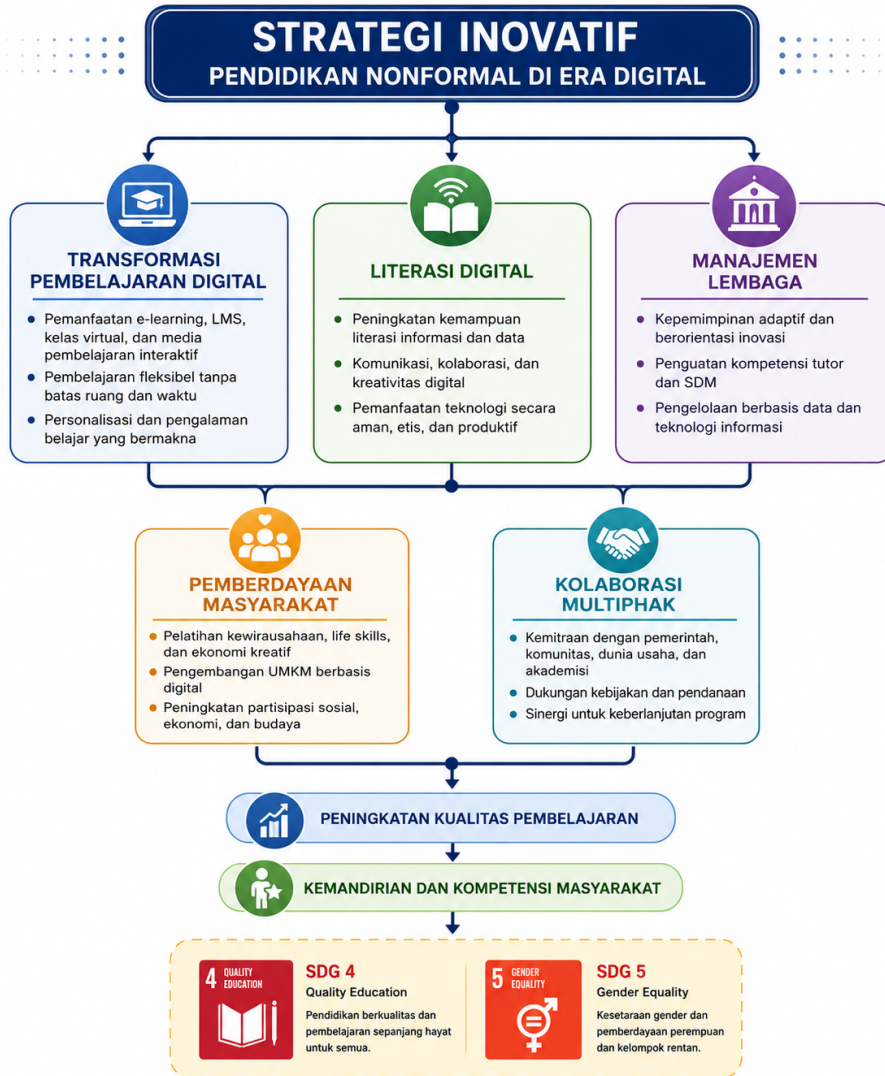 STRATEGI INOVATIF
PENDIDIKAN NONFORMAL DI ERA DIGITAL
TRANSFORMASI
PEMBELAJARAN DIGITAL
• Pemanfaatan e-learning, LMS,
kelas virtual, dan media
pembelajaran interaktif
• Pembelajaran fleksibel tanpa
batas ruang dan waktu
• Personalisasi dan pengalaman
belajar yang bermakna
LITERASI DIGITAL
• Peningkatan kemampuan
literasi informasi dan data
• Komunikasi, kolaborasi, dan
kreativitas digital
• Pemanfaatan teknologi secara
aman, etis, dan produktif
MANAJEMEN
LEMBAGA
• Kepemimpinan adaptif dan
berorientasi inovasi
• Penguatan kompetensi tutor
dan SDM
• Pengelolaan berbasis data dan
teknologi informasi
PEMBERDAYAAN
MASYARAKAT
• Pelatihan kewirausahaan, life skills,
dan ekonomi kreatif
• Pengembangan UMKM berbasis
digital
• Peningkatan partisipasi sosial,
ekonomi, dan budaya
KOLABORASI
MULTIPHAK
• Kemitraan dengan pemerintah,
komunitas, dunia usaha, dan
akademisi
• Dukungan kebijakan dan pendanaan
• Sinergi untuk keberlanjutan program
PENINGKATAN KUALITAS PEMBELAJARAN
KEMANDIRIAN DAN KOMPETENSI MASYARAKAT
4 QUALITY
EDUCATION
SDG 4
Quality Education
Pendidikan berkualitas dan
pembelajaran sepanjang hayat
untuk semua.
5 GENDER
EQUALITY
SDG 5
Gender Equality
Kesetaraan gender dan
pemberdayaan perempuan
dan kelompok rentan.